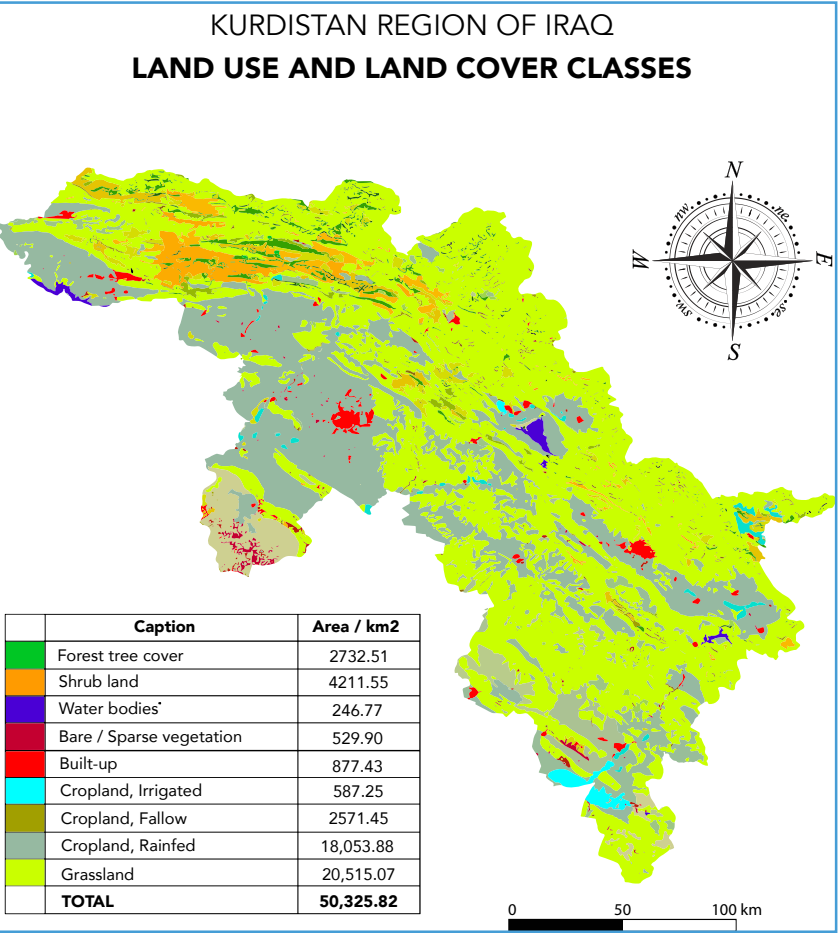 KURDISTAN REGION OF IRAQ
LAND USE AND LAND COVER CLASSES
N
nw
ne
W
E
sw
se
S
Caption Area / km2
Forest tree cover 2732.51
Shrub land 4211.55
Water bodies 246.77
Bare / Sparse vegetation 529.90
Built-up 877.43
Cropland, Irrigated 587.25
Cropland, Fallow 2571.45
Cropland, Rainfed 18,053.88
Grassland 20,515.07
TOTAL 50,325.82
0 50 100 km